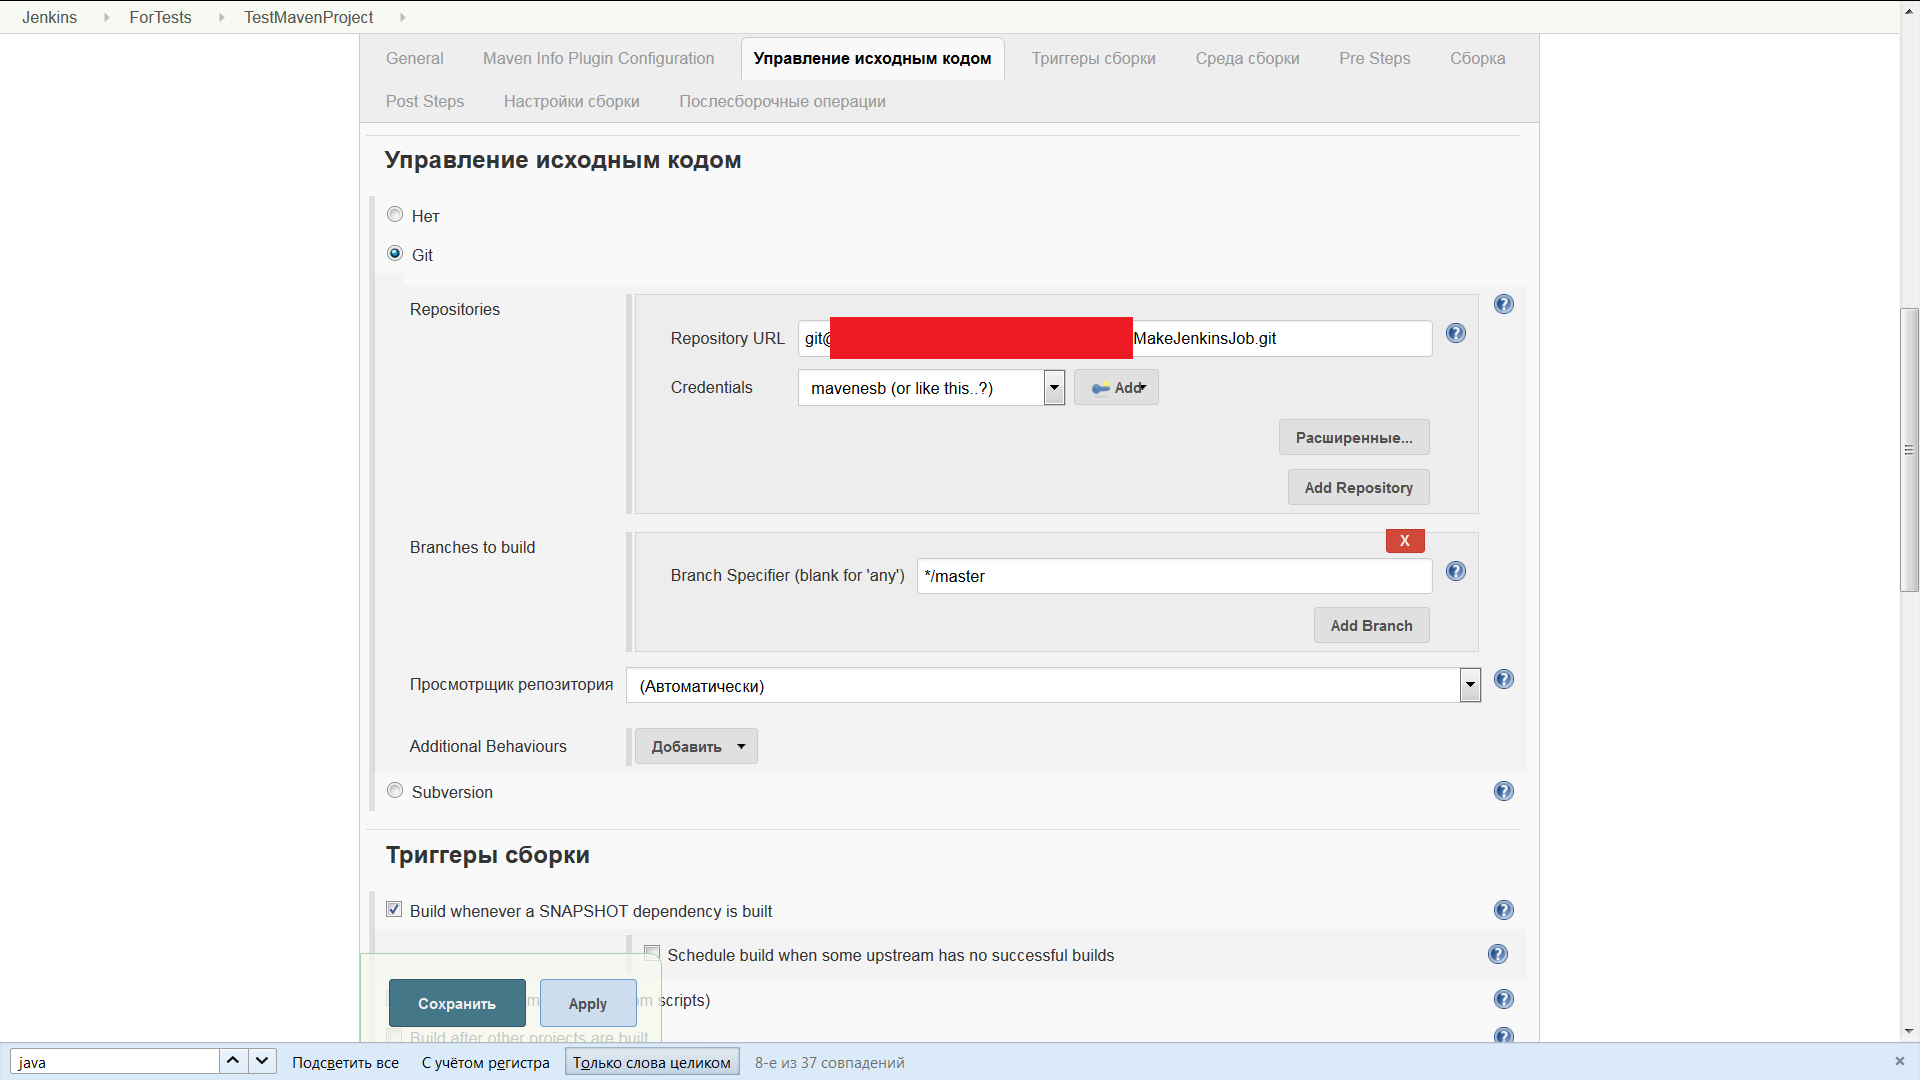 Jenkins ForTests TestMavenProject
General Maven Info Plugin Configuration Управление исходным кодом Триггеры сборки Среда сборки Pre Steps Сборка
Post Steps Настройки сборки Послесборочные операции
Управление исходным кодом
Нет
Git
Repositories
Repository URL git@ MakeJenkinsJob.git
Credentials mavenesb (or like this..?) Add
Расширенные...
Add Repository
Branches to build
X
Branch Specifier (blank for 'any') */master
Add Branch
Просмотрщик репозитория (Автоматически)
Additional Behaviours Добавить
Subversion
Триггеры сборки
Build whenever a SNAPSHOT dependency is built
Schedule build when some upstream has no successful builds
Сохранить Apply scripts)
Build after other projects are built
java Подсветить все С учётом регистра Только слова целиком 8-е из 37 совпадений